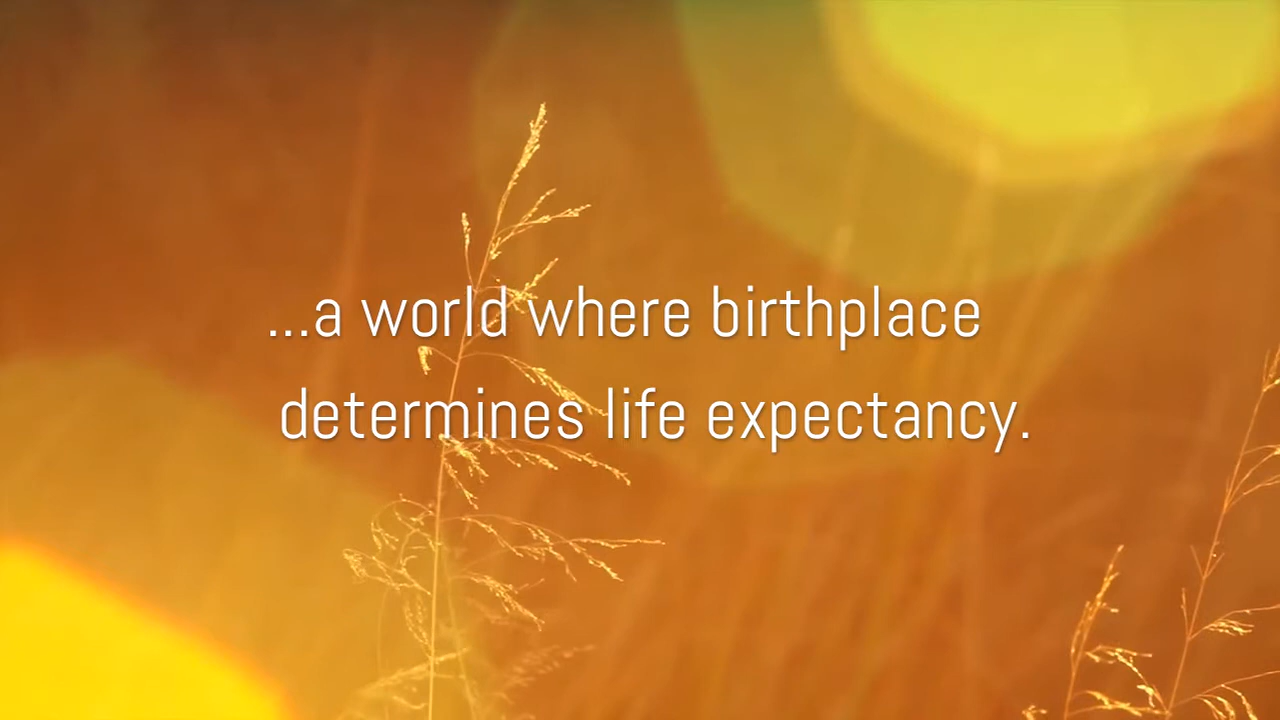 ...a world where birthplace
determines life expectancy.